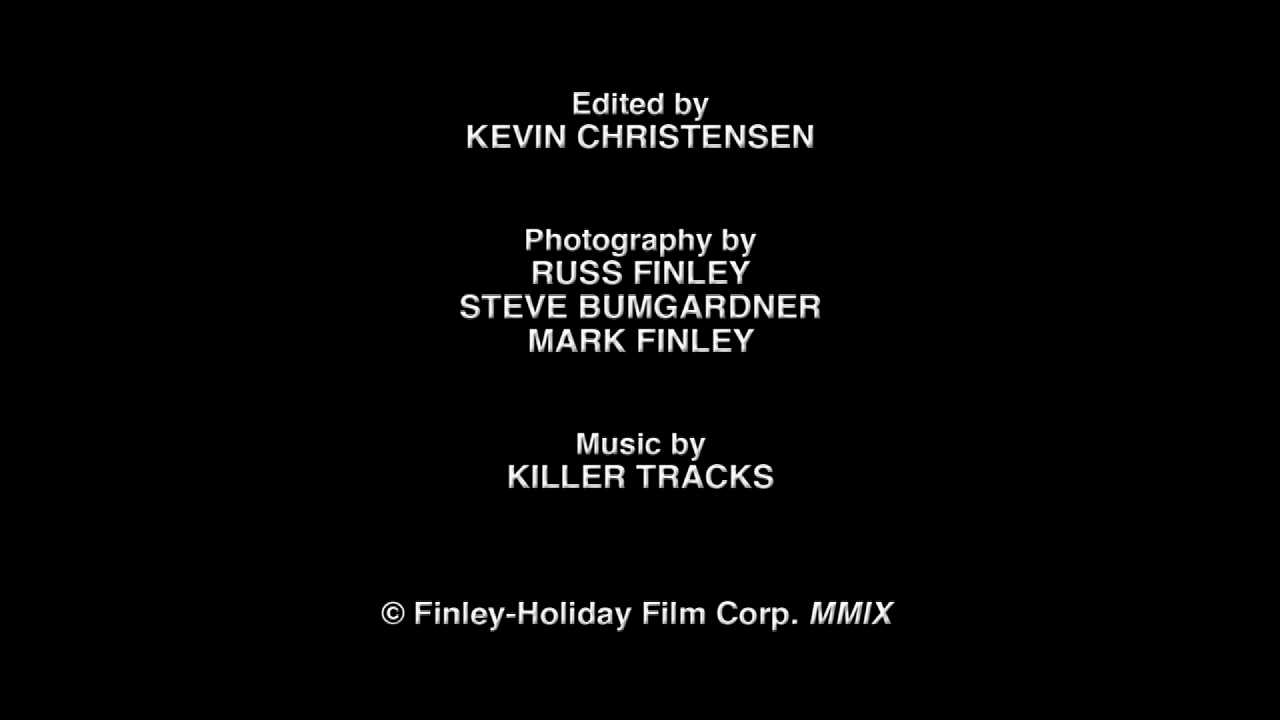 Edited by
KEVIN CHRISTENSEN
Photography by
RUSS FINLEY
STEVE BUMGARDNER
MARK FINLEY
Music by
KILLER TRACKS
© Finley-Holiday Film Corp. MMIX